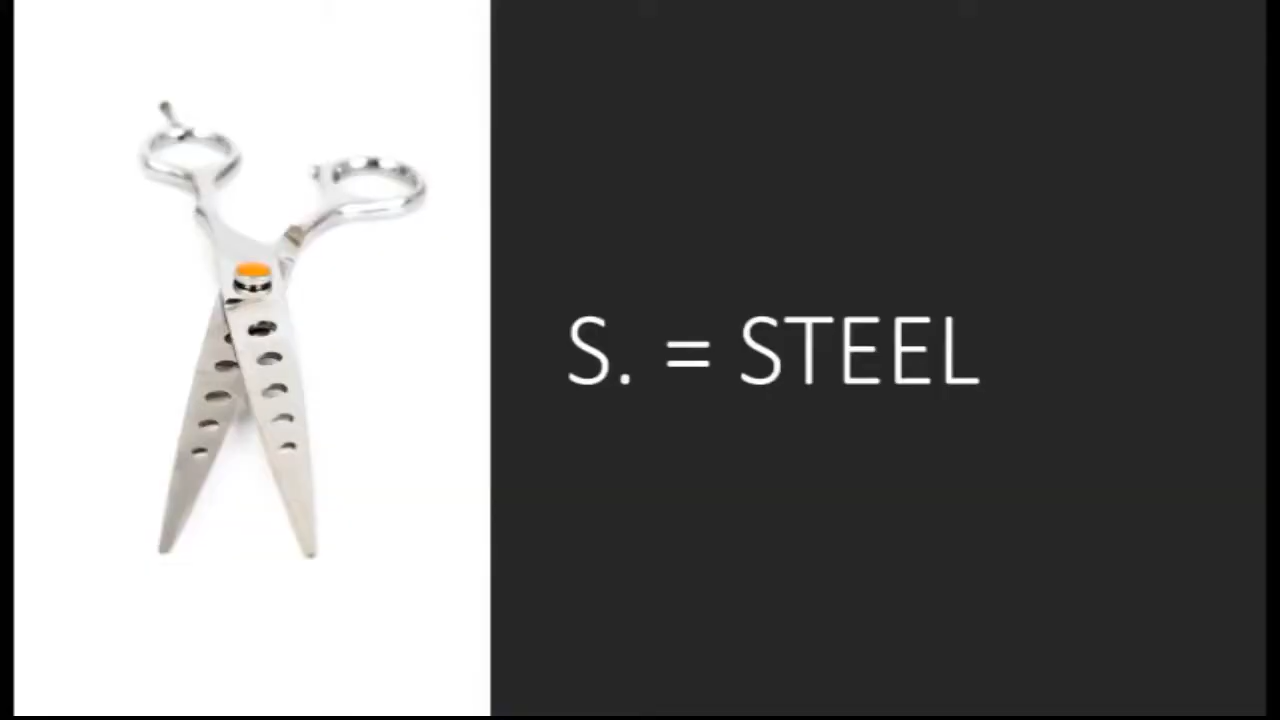 S. = STEEL